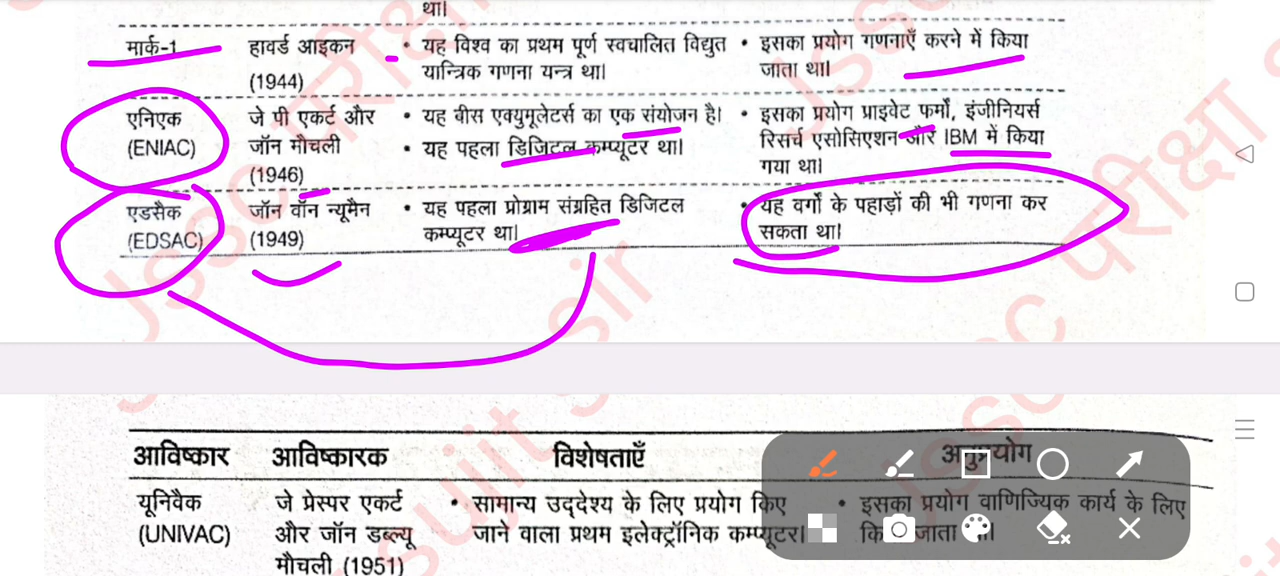 था।
मार्क-1 हावर्ड आइकन • यह विश्व का प्रथम पूर्ण स्वचालित विद्युत • इसका प्रयोग गणनाएँ करने में किया
(1944) यान्त्रिक गणना यन्त्र था। जाता था।
एनिएक जे पी एकर्ट और • यह बीस एक्युमूलेटर्स का एक संयोजन है। • इसका प्रयोग प्राइवेट फर्मों, इंजीनियर्स
(ENIAC) जॉन मौचली • यह पहला डिजिटल कम्प्यूटर था। रिसर्च एसोसिएशन और IBM में किया
(1946) गया था।
एडसैक जॉन वॉन न्यूमैन • यह पहला प्रोग्राम संग्रहित डिजिटल • यह वर्गों के पहाड़ों की भी गणना कर
(EDSAC) (1949) कम्प्यूटर था। सकता था।
Jssc परीक्षा sujit sir
आविष्कार आविष्कारक विशेषताएँ अनुप्रयोग
यूनिवैक जे प्रेस्पर एकर्ट • सामान्य उद्देश्य के लिए प्रयोग किए • इसका प्रयोग वाणिज्यिक कार्य के लिए
(UNIVAC) और जॉन डब्ल्यू जाने वाला प्रथम इलेक्ट्रॉनिक कम्प्यूटर। जाता
मौचली (1951)